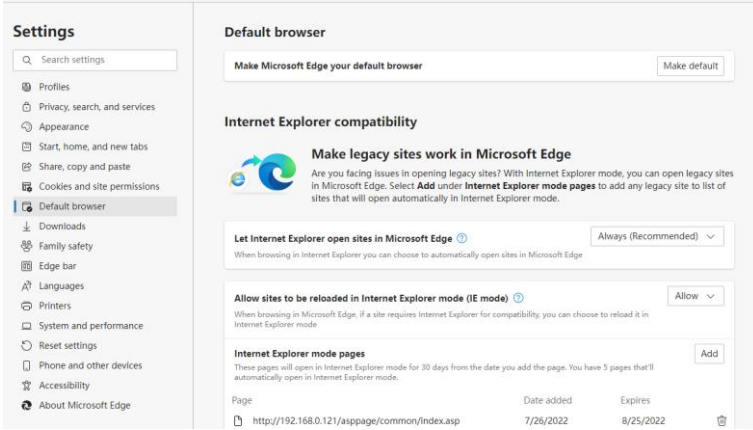 Settings
Search settings
Profiles
Privacy, search, and services
Appearance
Start, home, and new tabs
Share, copy and paste
Cookies and site permissions
Default browser
Downloads
Family safety
Edge bar
Languages
Printers
System and performance
Reset settings
Phone and other devices
Accessibility
About Microsoft Edge
Default browser
Make Microsoft Edge your default browser
Make default
Internet Explorer compatibility
Make legacy sites work in Microsoft Edge
Are you facing issues in opening legacy sites? With Internet Explorer mode, you can open legacy sites
in Microsoft Edge. Select Add under Internet Explorer mode pages to add any legacy site to list of
sites that will open automatically in Internet Explorer mode.
Let Internet Explorer open sites in Microsoft Edge
Always (Recommended)
When browsing in Internet Explorer you can choose to automatically open sites in Microsoft Edge
Allow sites to be reloaded in Internet Explorer mode (IE mode)
Allow
When browsing in Microsoft Edge, if a site requires Internet Explorer for compatibility, you can choose to reload it in
Internet Explorer mode
Internet Explorer mode pages
Add
These pages will open in Internet Explorer mode for 30 days from the date you add the page. You have 5 pages that'll
automatically open in Internet Explorer mode.
Page Date added Expires
http://192.168.0.121/asppage/common/index.asp 7/26/2022 8/25/2022